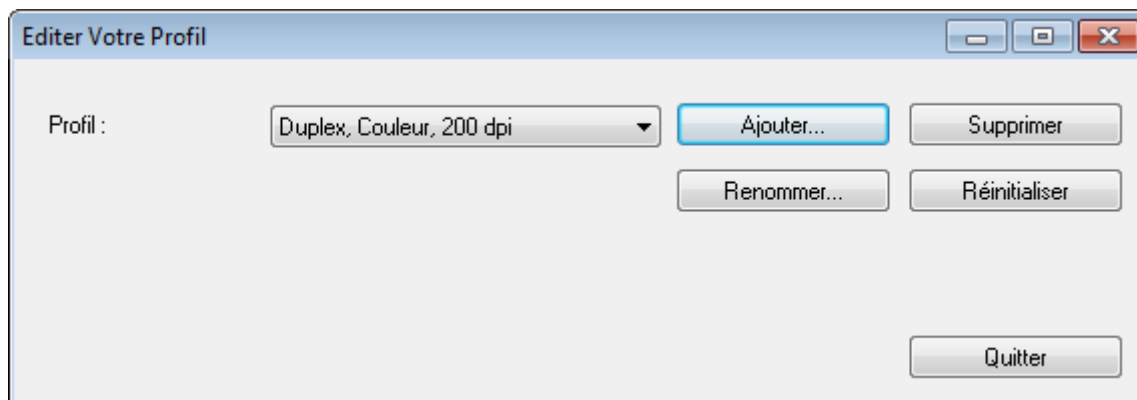 Editer Votre Profil
Profil : Duplex, Couleur, 200 dpi Ajouter... Supprimer
Renommer... Réinitialiser
Quitter